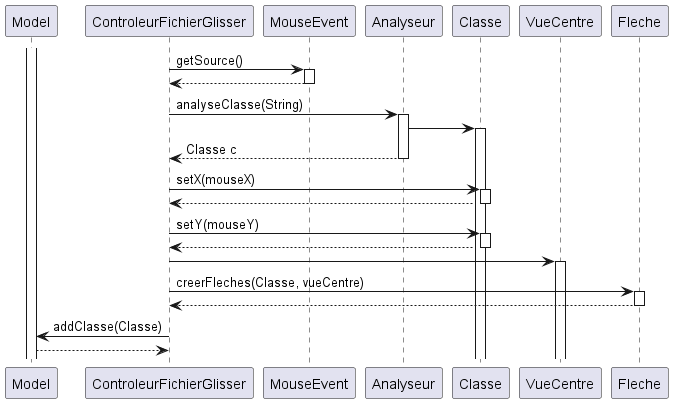 Model ControleurFichierGlisser MouseEvent Analyseur Classe VueCentre Fleche
getSource()
analyseClasse(String)
Classe c
setX(mouseX)
setY(mouseY)
creerFleches(Classe, vueCentre)
addClasse(Classe)
Model ControleurFichierGlisser MouseEvent Analyseur Classe VueCentre Fleche